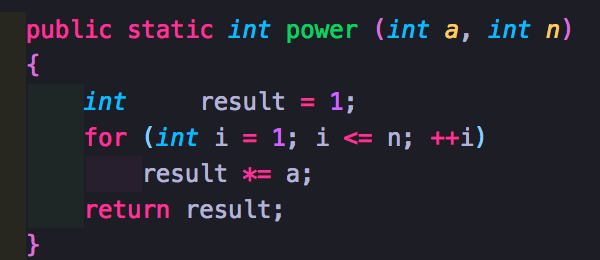 public static int power (int a, int n)
{
    int     result = 1;
    for (int i = 1; i <= n; ++i)
        result *= a;
    return result;
}